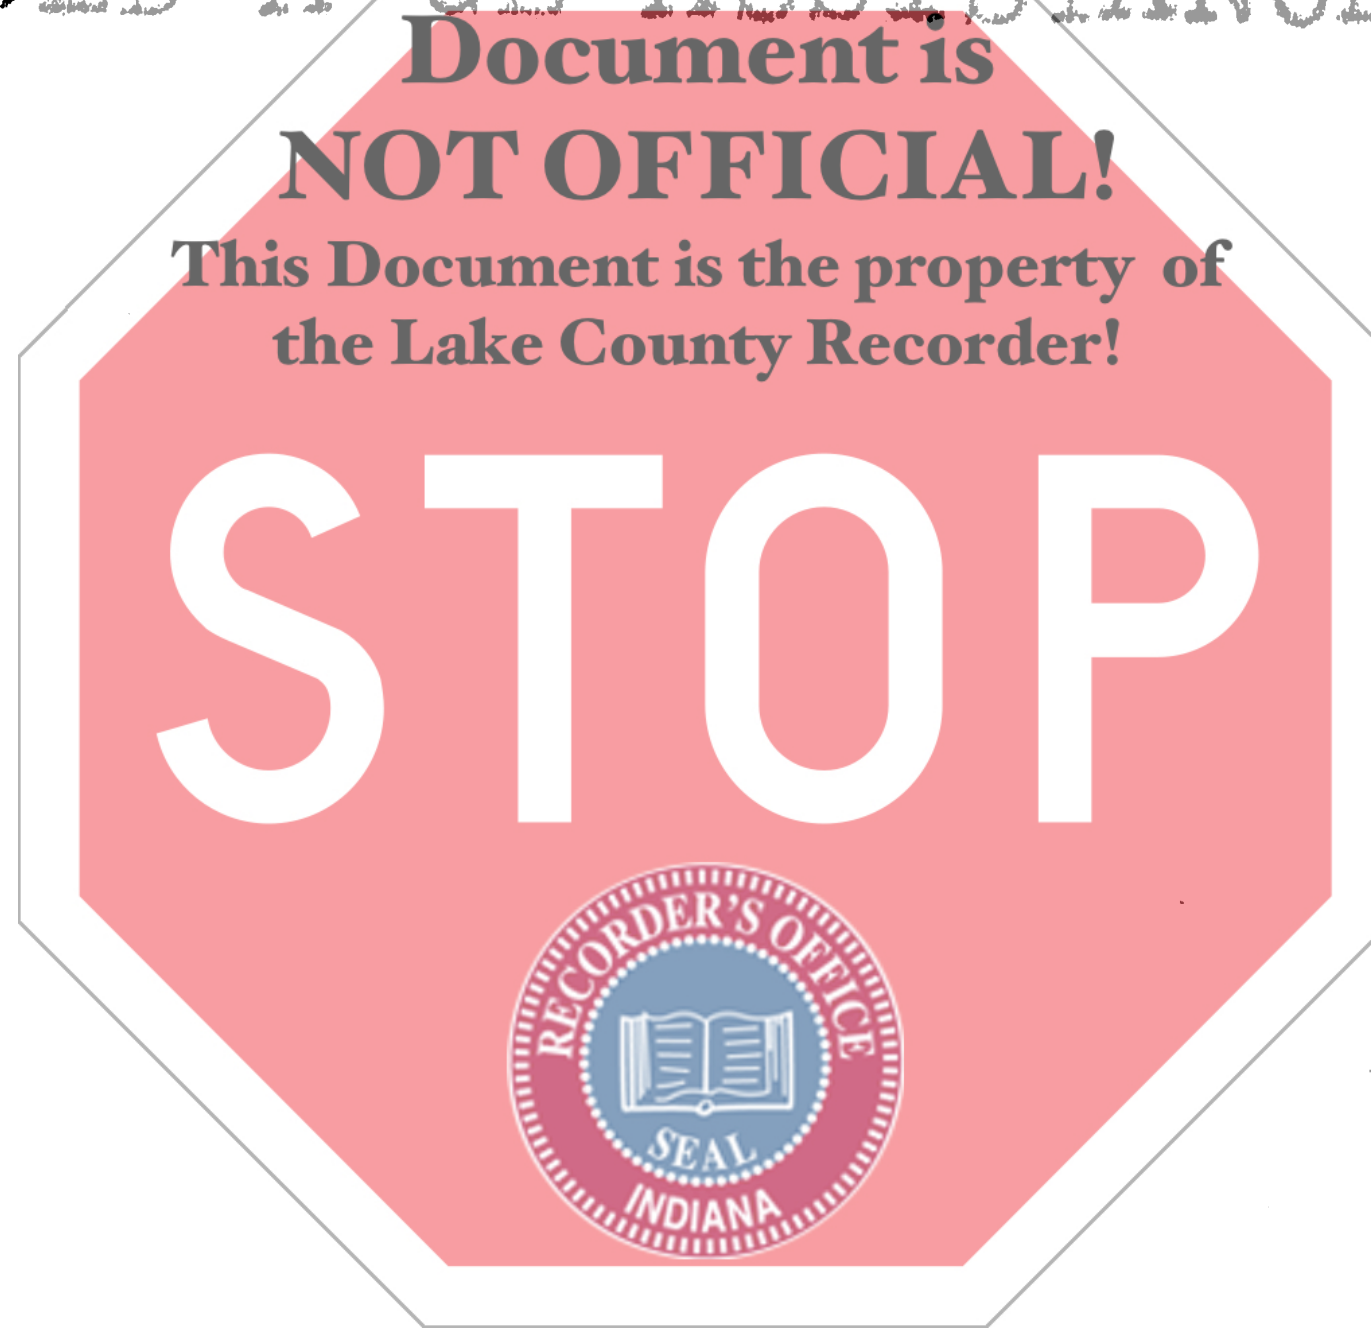 Document is
NOT OFFICIAL!
This Document is the property of
the Lake County Recorder!
STOP
RECORDER'S OFFICE
SEAL
INDIANA